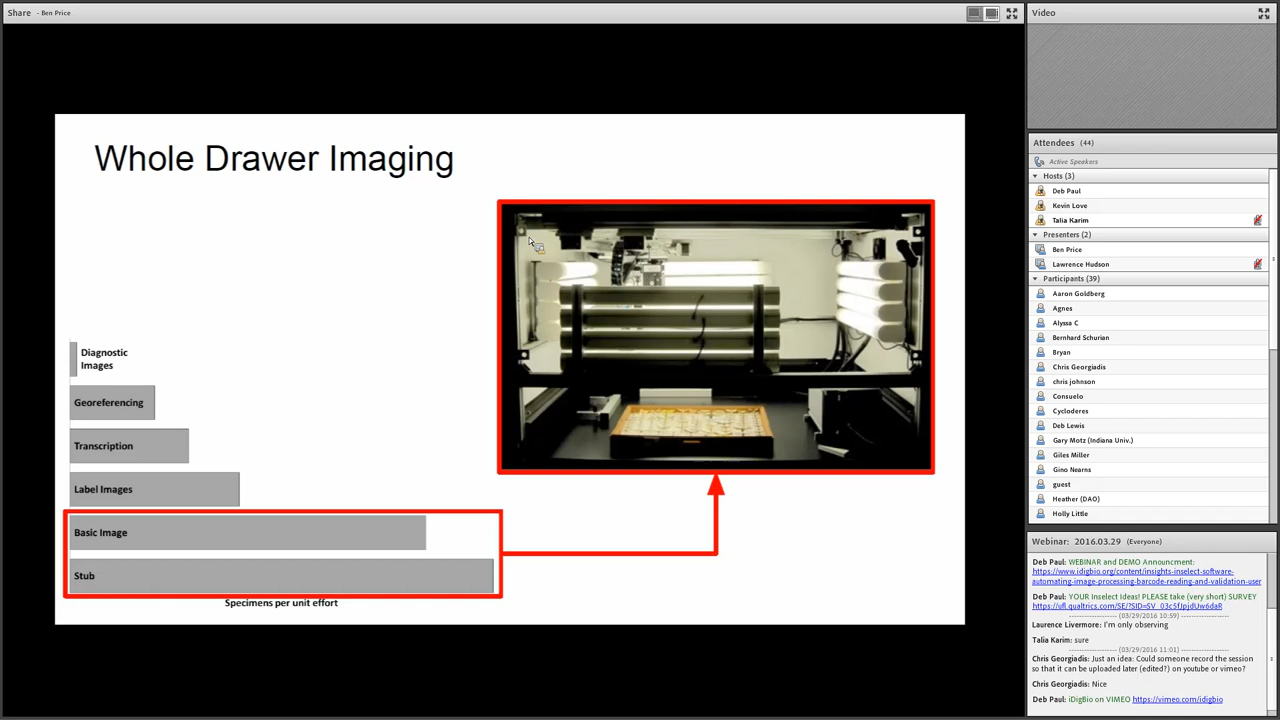 Share - Ben Price
Whole Drawer Imaging
Diagnostic
Images
Georeferencing
Transcription
Label Images
Basic Image
Stub
Specimens per unit effort
Video
Attendees (44)
Active Speakers
Hosts (3)
Deb Paul
Kevin Love
Talia Karim
Presenters (2)
Ben Price
Lawrence Hudson
Participants (39)
Aaron Goldberg
Agnes
Alyssa C
Bernhard Schurian
Bryan
Chris Georgiadis
chris johnson
Consuelo
Cycloderes
Deb Lewis
Gary Motz (Indiana Univ.)
Giles Miller
Gino Nearns
guest
Heather (DAO)
Holly Little
Webinar: 2016.03.29 (Everyone)
Deb Paul: WEBINAR and DEMO Announcment:
https://www.idigbio.org/content/insights-inselect-software-
automating-image-processing-barcode-reading-and-validation-user
Deb Paul: YOUR Inselect Ideas! PLEASE take (very short) SURVEY
https://ufl.qualtrics.com/SE/?SID=SV_03c5fJpjdUw6daR
(03/29/2016 10:59)
Laurence Livermore: I'm only observing
Talia Karim: sure
(03/29/2016 11:01)
Chris Georgiadis: Just an idea: Could someone record the session
so that it can be uploaded later (edited?) on youtube or vimeo?
Chris Georgiadis: Nice
Deb Paul: iDigBio on VIMEO https://vimeo.com/idigbio